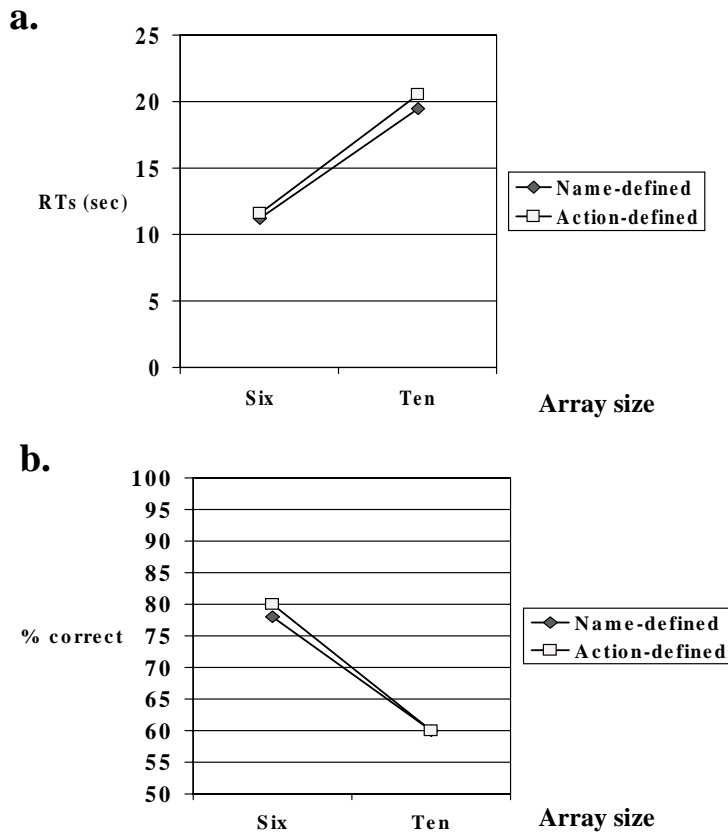 a.
25
20
15
10
5
0
RTs (sec)
Six Ten
Array size
Name-defined
Action-defined
b.
100
95
90
85
80
75
70
65
60
55
50
% correct
Six Ten
Array size
Name-defined
Action-defined